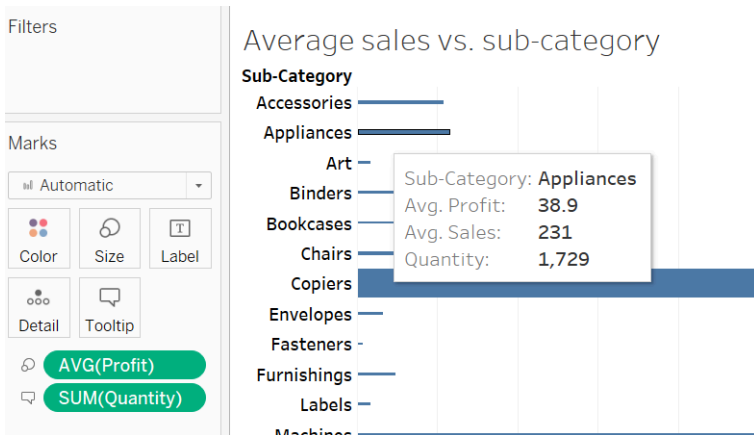 Filters
Marks
Automatic
Color
Size
Label
Detail
Tooltip
AVG(Profit)
SUM(Quantity)
Average sales vs. sub-category
Sub-Category
Accessories
Appliances
Art
Binders
Bookcases
Chairs
Copiers
Envelopes
Fasteners
Furnishings
Labels
Machines
Sub-Category: Appliances
Avg. Profit: 38.9
Avg. Sales: 231
Quantity: 1,729